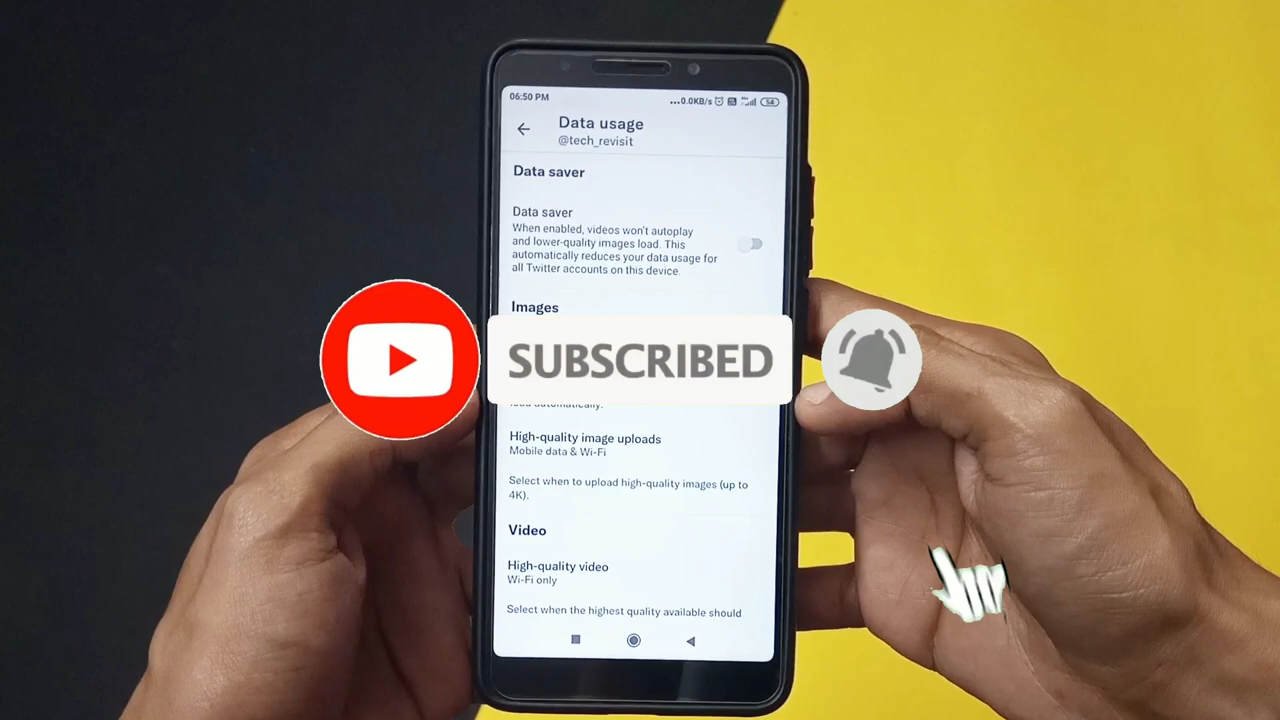 06:50 PM
...0.0KB/s
54
Data usage
@tech_revisit
Data saver
Data saver
When enabled, videos won't autoplay
and lower-quality images load. This
automatically reduces your data usage for
all Twitter accounts on this device.
Images
SUBSCRIBED
automatically.
High-quality image uploads
Mobile data & Wi-Fi
Select when to upload high-quality images (up to
4K).
Video
High-quality video
Wi-Fi only
Select when the highest quality available should